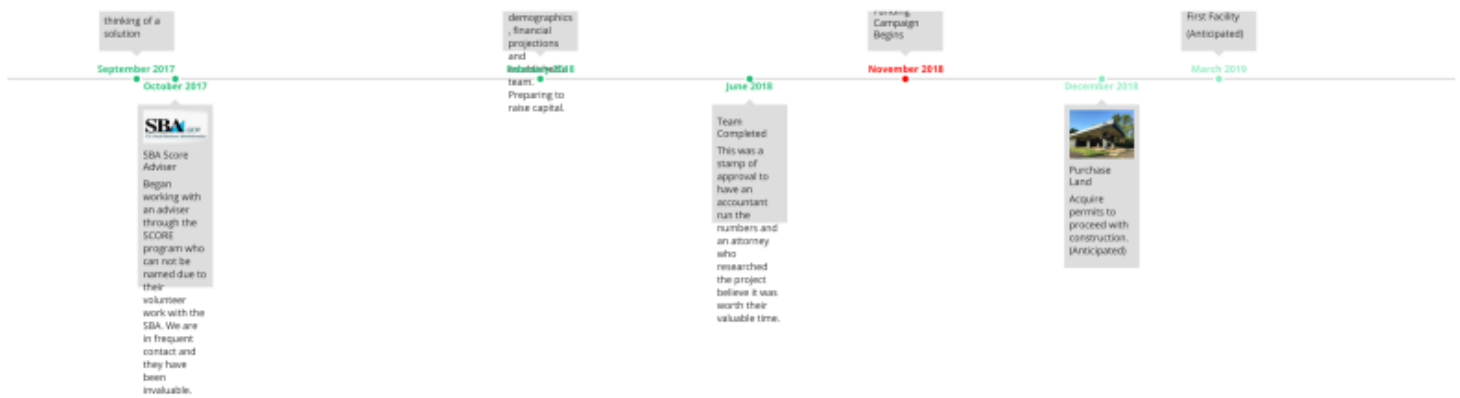 thinking of a
solution
September 2017
October 2017
SBA.gov
SBA Score
Adviser
Began
working with
an adviser
through the
SCORE
program who
can not be
named due to
their
volunteer
work with the
SBA. We are
in frequent
contact and
they have
been
invaluable.
demographics
, financial
projections
and
team.
Preparing to
raise capital.
June 2018
Team
Completed
This was a
stamp of
approval to
have an
accountant
run the
numbers and
an attorney
who
researched
the project
believe it was
worth their
valuable time.
Campaign
Begins
November 2018
December 2018
Purchase
Land
Acquire
permits to
proceed with
construction.
(Anticipated)
First Facility
(Anticipated)
March 2019